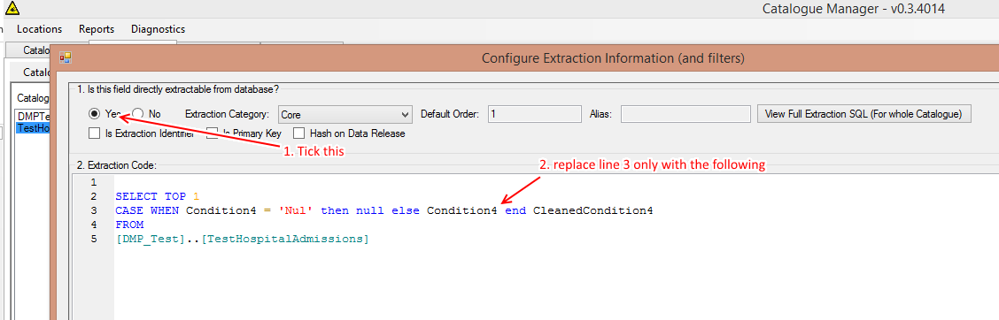 Catalogue Manager - v0.3.4014
Locations Reports Diagnostics
Catalo
Configure Extraction Information (and filters)
Catalo
1. Is this field directly extractable from database?
Catalog
Yes No Extraction Category: Core Default Order: 1 Alias: View Full Extraction SQL (For whole Catalogue)
DMPTe
TestHo
Is Extraction Identifier Is Primary Key Hash on Data Release
1. Tick this
2. Extraction Code:
2. replace line 3 only with the following
1
2 SELECT TOP 1
3 CASE WHEN Condition4 = 'Nul' then null else Condition4 end CleanedCondition4
4 FROM
5 [DMP_Test]..[TestHospitalAdmissions]